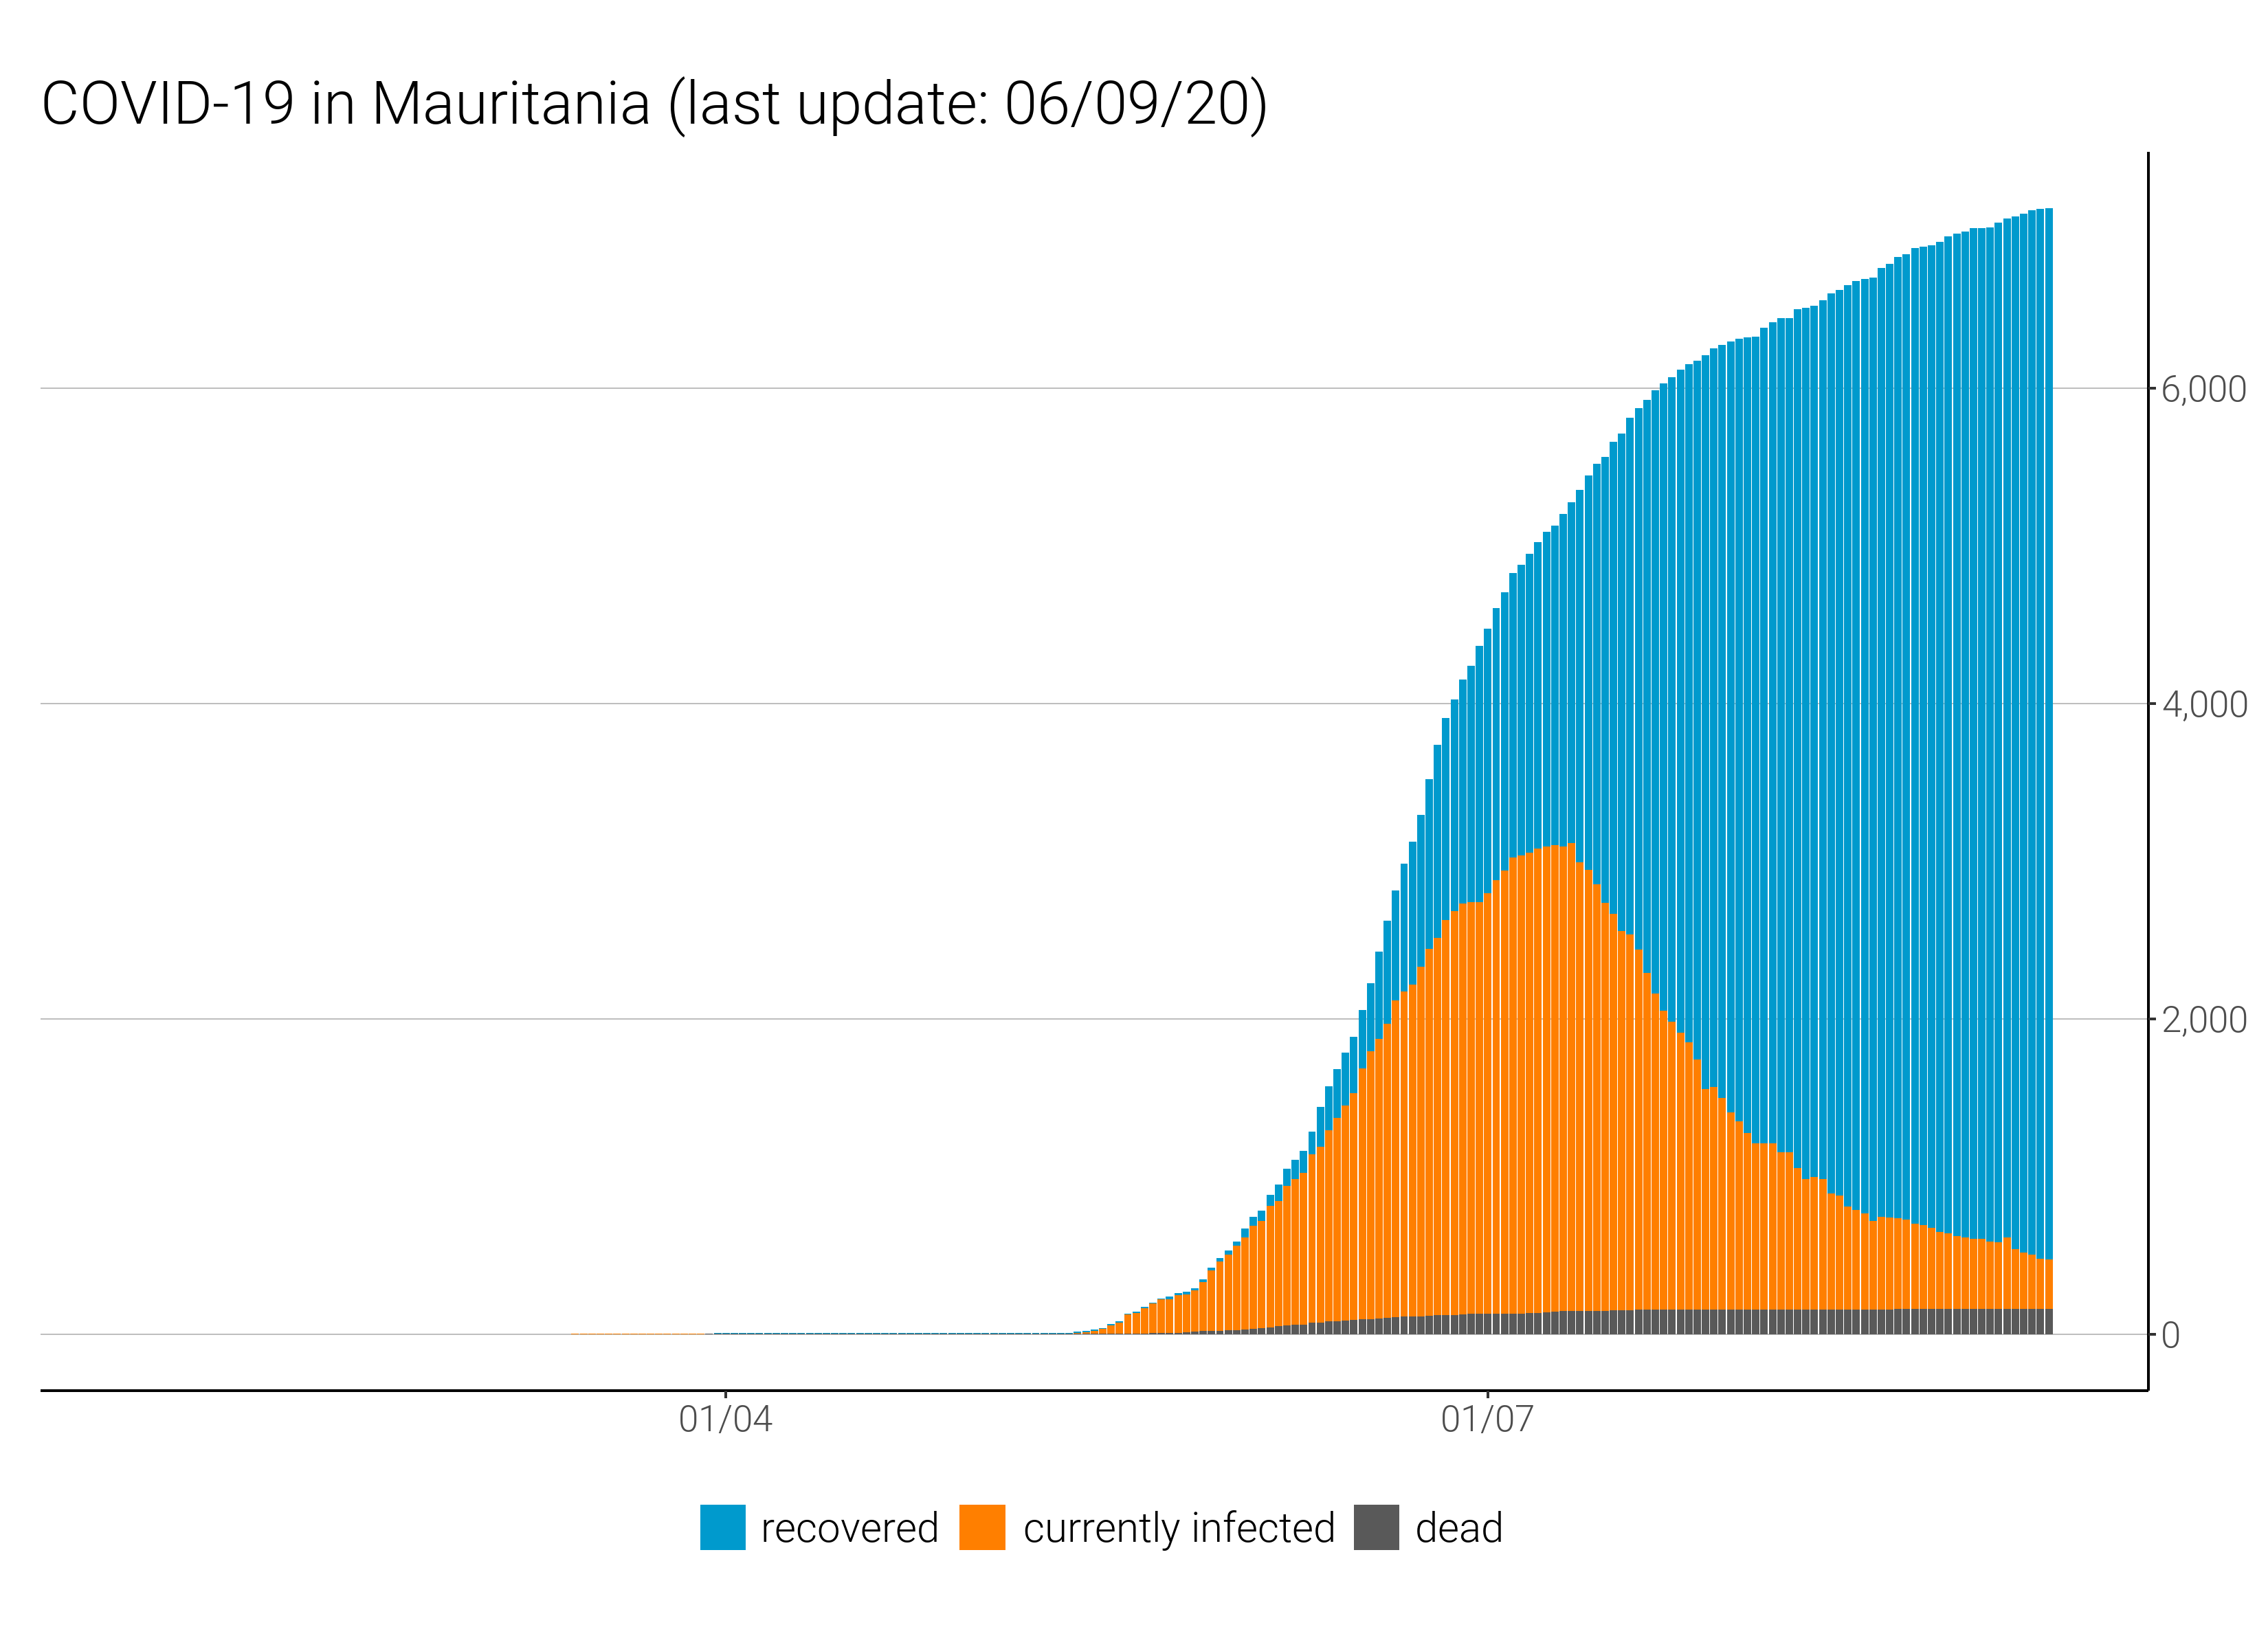 COVID-19 in Mauritania (last update: 06/09/20)
6,000
4,000
2,000
0
01/04 01/07
recovered currently infected dead